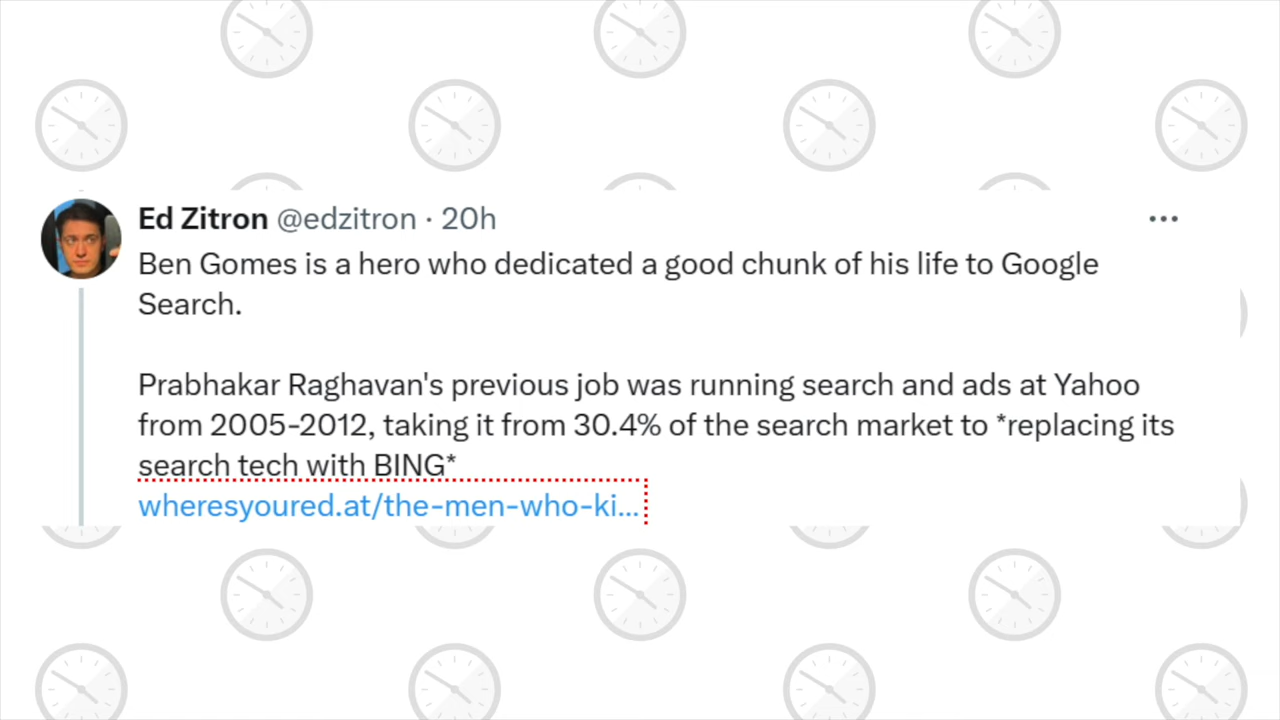 Ed Zitron @edzitron · 20h
Ben Gomes is a hero who dedicated a good chunk of his life to Google
Search.
Prabhakar Raghavan's previous job was running search and ads at Yahoo
from 2005-2012, taking it from 30.4% of the search market to *replacing its
search tech with BING*
wheresyoured.at/the-men-who-ki...